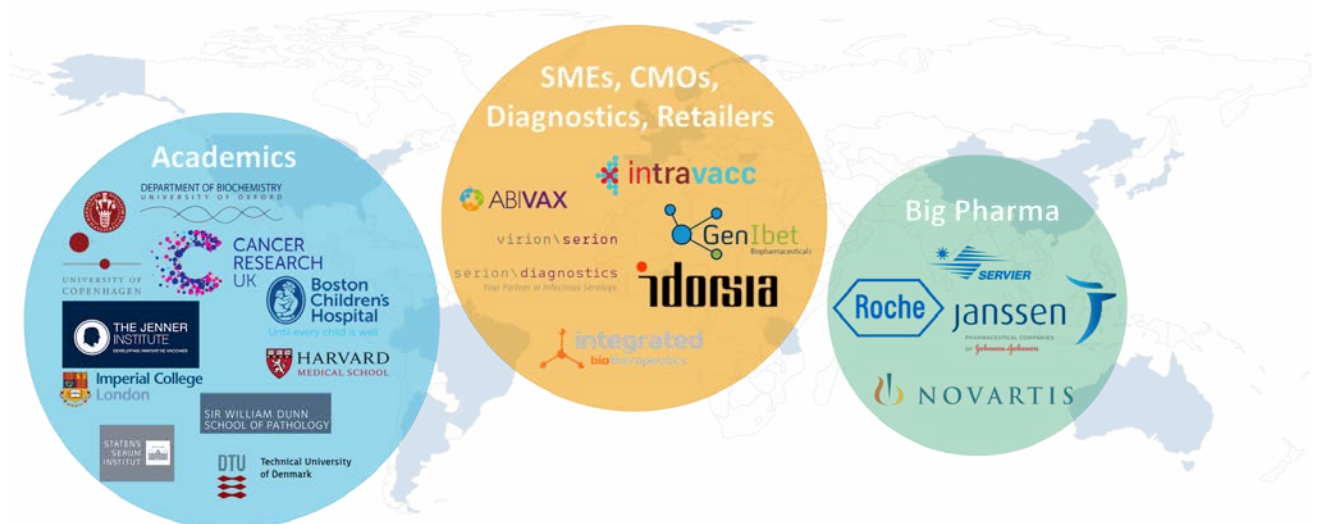 Academics
DEPARTMENT OF BIOCHEMISTRY
UNIVERSITY OF OXFORD
UNIVERSITY OF
COPENHAGEN
CANCER
RESEARCH
UK
Boston
Children's
Hospital
Until every child is well
THE JENNER
INSTITUTE
DEVELOPING INNOVATIVE VACCINES
HARVARD
MEDICAL SCHOOL
Imperial College
London
SIR WILLIAM DUNN
SCHOOL OF PATHOLOGY
STATENS
SERUM
INSTITUT
DTU
Technical University
of Denmark
SMEs, CMOs,
Diagnostics, Retailers
intravacc
ABIVAX
GenIbet
Biopharmaceuticals
virion\serion
serion\diagnostics
Your Partner in Infectious Serology
idorsia
integrated
biotherapeutics
Big Pharma
SERVIER
Roche
janssen
PHARMACEUTICAL COMPANIES
OF Johnson & Johnson
NOVARTIS